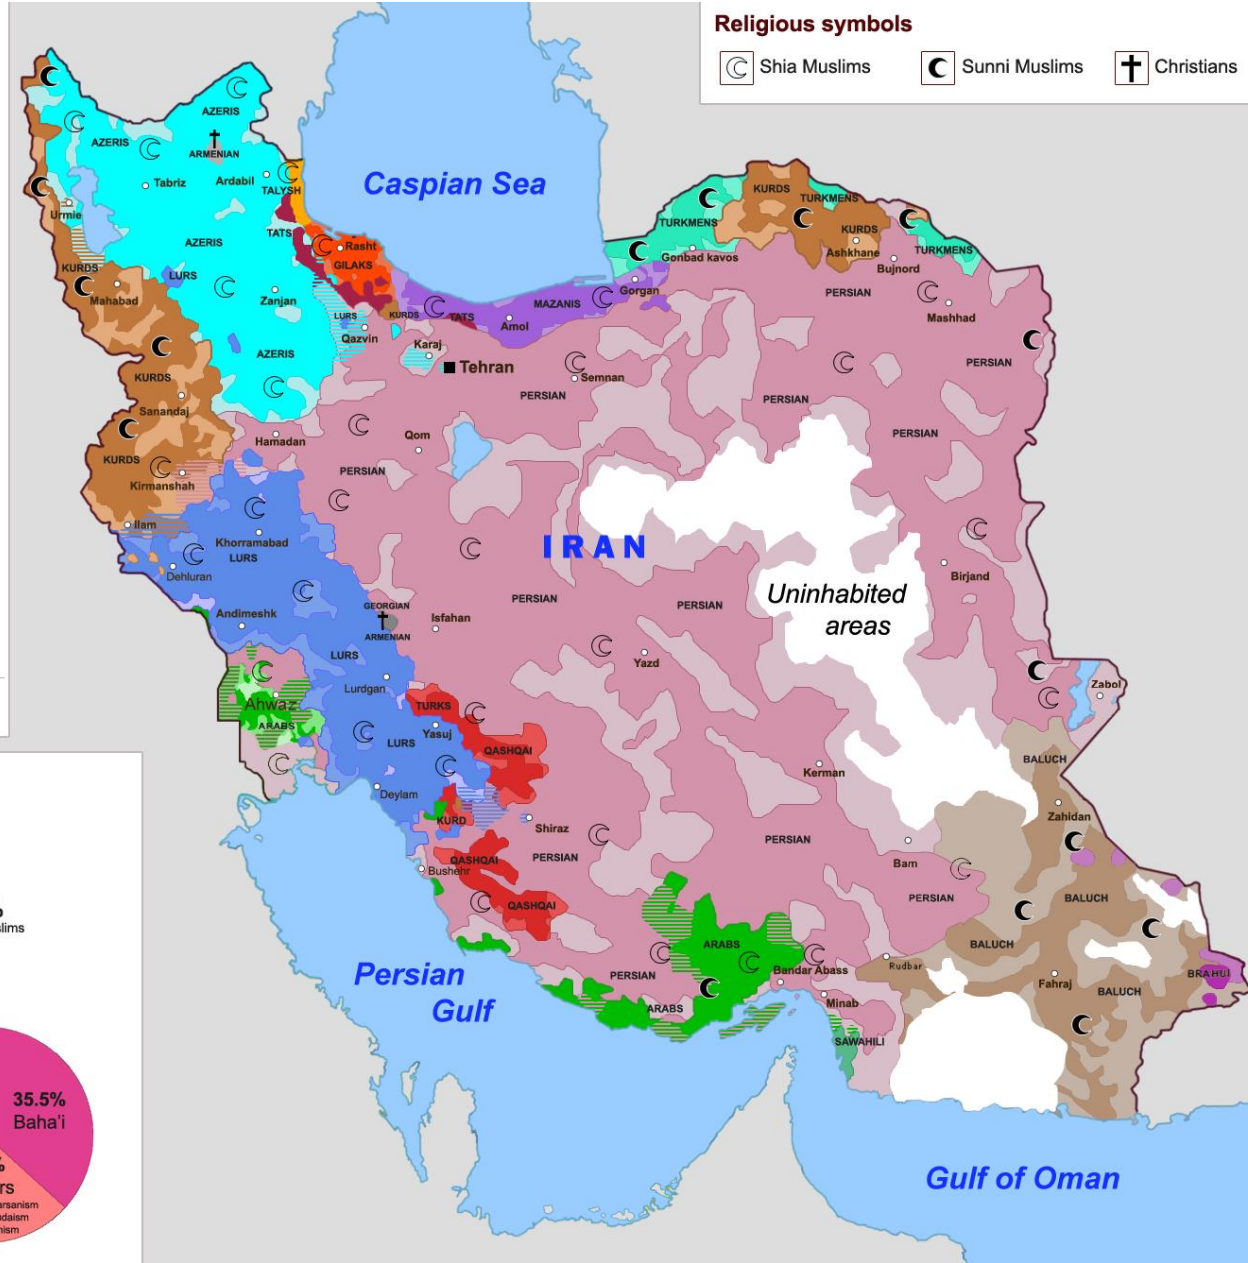 Religious symbols
Shia Muslims
Sunni Muslims
Christians
AZERIS
AZERIS
ARMENIAN
Tabriz
Ardabil
TALYSH
Caspian Sea
KURDS
TURKMENS
Urmie
TURKMENS
TATS
AZERIS
Rasht
KURDS
TURKMENS
Gonbad kavos
Ashkhane
Bujnord
GILAKS
KURDS
LURS
Mahabad
Zanjan
Gorgan
PERSIAN
Mashhad
LURS
KURDS
TATS
MAZANIS
Amol
Qazvin
Karaj
AZERIS
Tehran
PERSIAN
KURDS
Semnan
PERSIAN
PERSIAN
Sanandaj
Hamadan
Qom
PERSIAN
KURDS
PERSIAN
Kirmanshah
Ilam
Khorramabad
LURS
IRAN
Dehluran
Birjand
Uninhabited
areas
PERSIAN
PERSIAN
GEORGIAN
Andimeshk
Isfahan
ARMENIAN
LURS
Yazd
Lurdgan
Zabol
Ahwaz
TURKS
ARABS
Yasuj
LURS
QASHQAI
BALUCH
Kerman
Deylam
Zahidan
KURD
Shiraz
PERSIAN
QASHQAI
PERSIAN
Bushehr
Bam
PERSIAN
BALUCH
QASHQAI
lims
ARABS
BALUCH
Persian
Gulf
PERSIAN
Bandar Abass
Rudbar
BRAHUI
Fahraj
BALUCH
ARABS
Minab
SAWAHILI
35.5%
Baha'i
%
rs
arsanism
daism
nism
Gulf of Oman